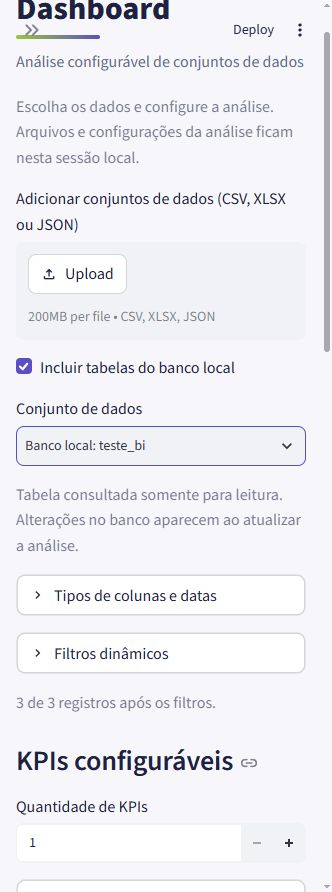 Dashboard
Deploy
Análise configurável de conjuntos de dados
Escolha os dados e configure a análise.
Arquivos e configurações da análise ficam
nesta sessão local.
Adicionar conjuntos de dados (CSV, XLSX
ou JSON)
Upload
200MB per file • CSV, XLSX, JSON
Incluir tabelas do banco local
Conjunto de dados
Banco local: teste_bi
Tabela consultada somente para leitura.
Alterações no banco aparecem ao atualizar
a análise.
Tipos de colunas e datas
Filtros dinâmicos
3 de 3 registros após os filtros.
KPIs configuráveis
Quantidade de KPIs
1